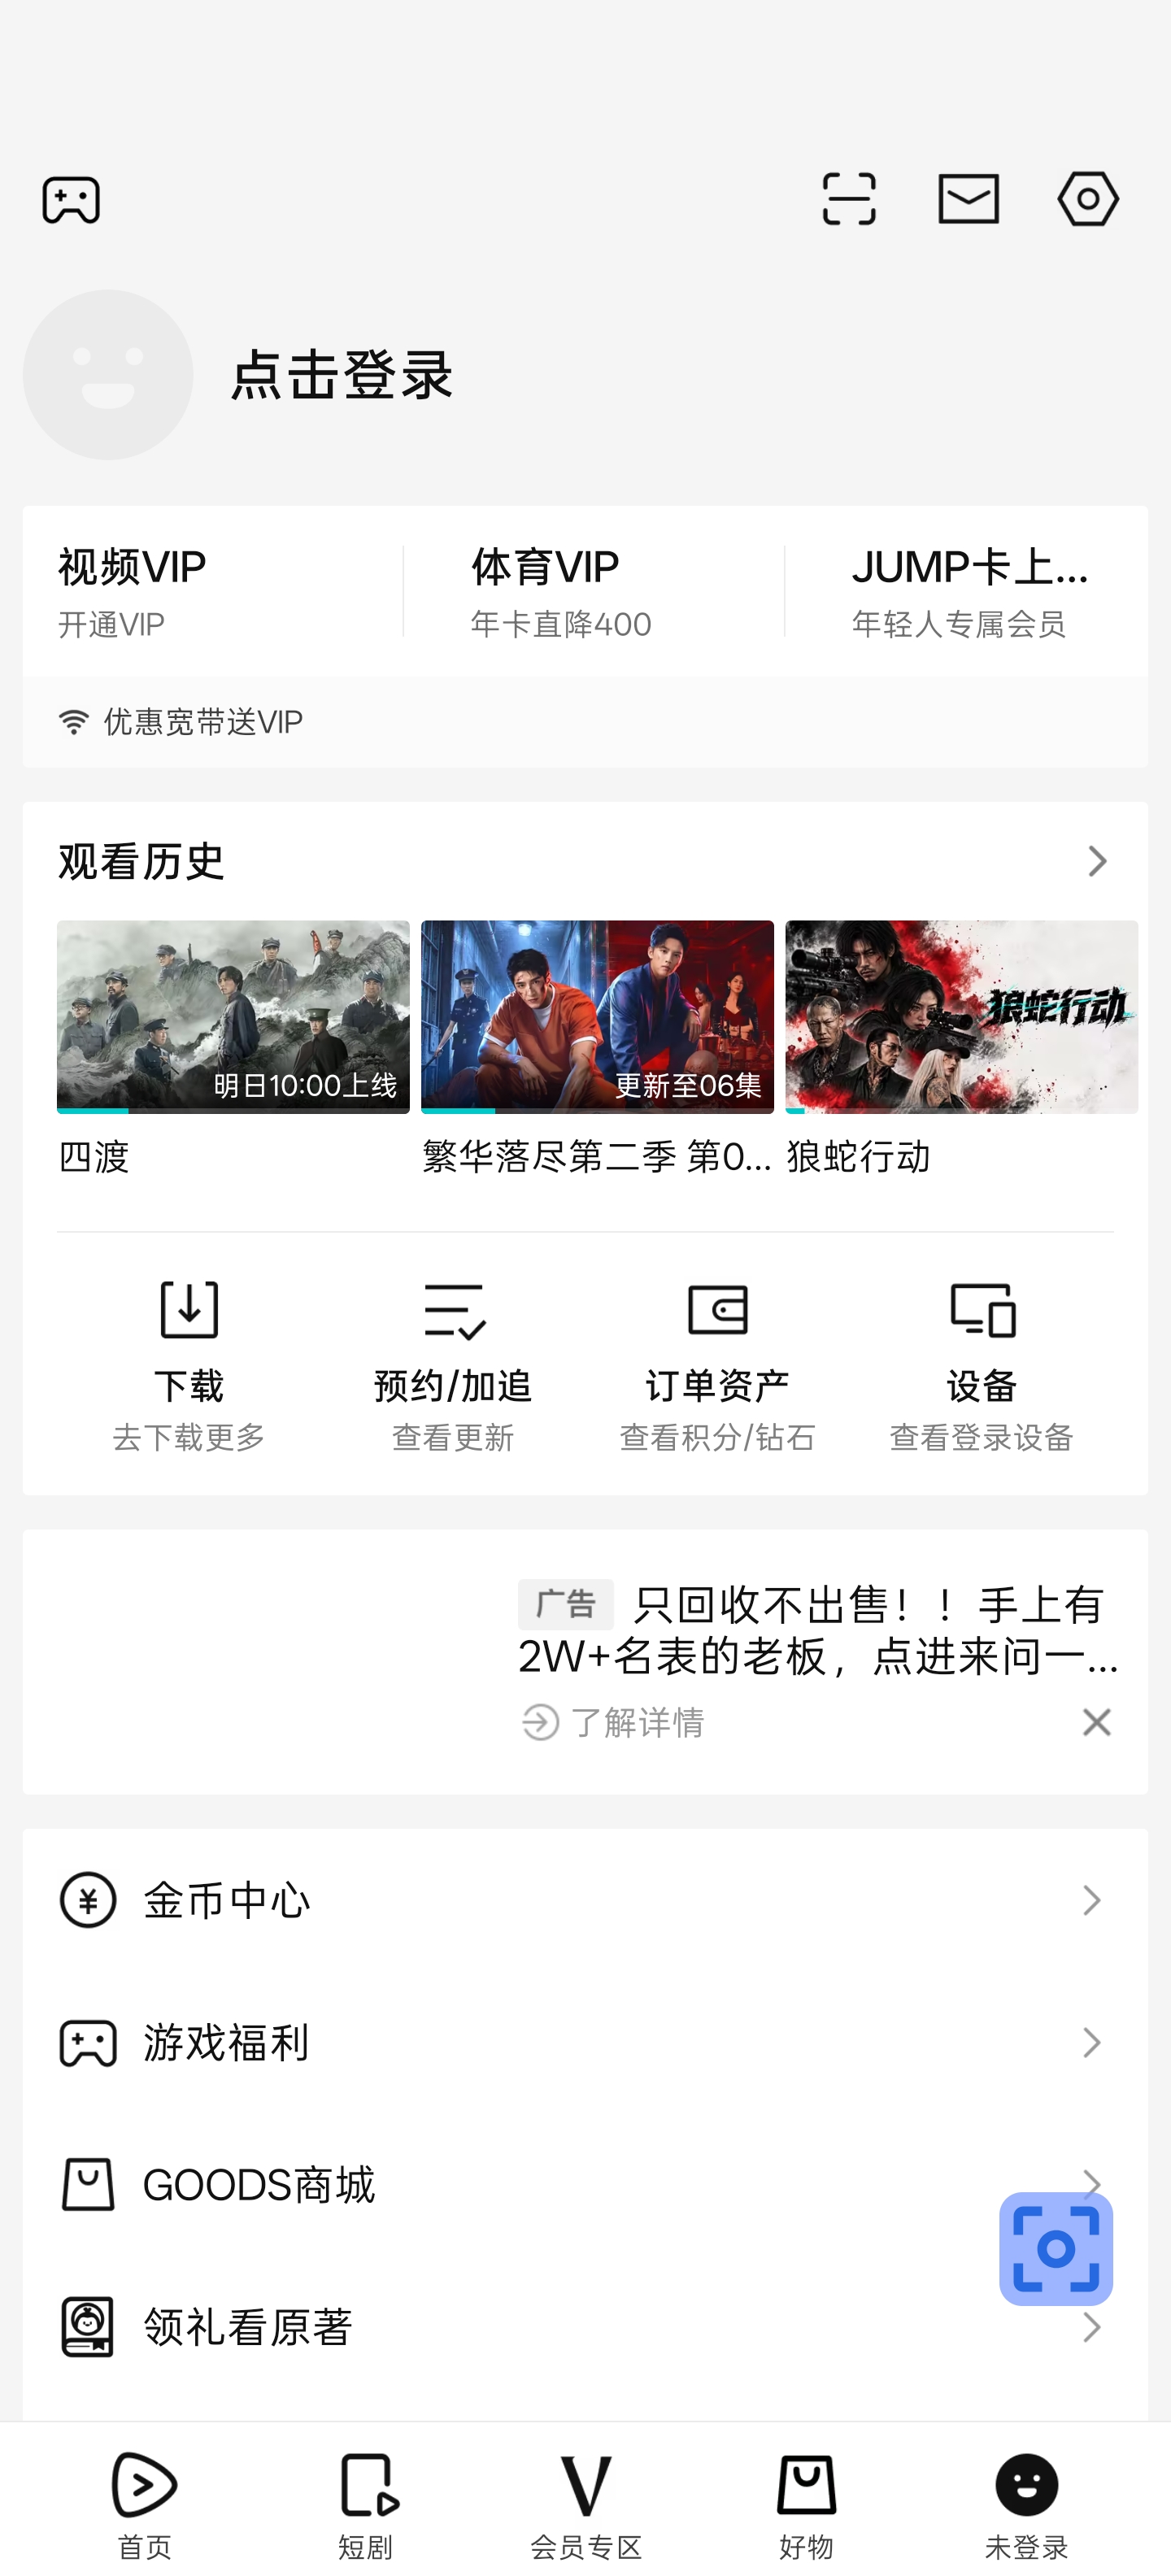 点击登录
视频VIP
开通VIP
体育VIP
年卡直降400
JUMP卡上...
年轻人专属会员
优惠宽带送VIP
观看历史
明日10:00上线
更新至06集
狼蛇行动
四渡
繁华落尽第二季 第0...
狼蛇行动
下载
去下载更多
预约/加追
查看更新
订单资产
查看积分/钻石
设备
查看登录设备
广告 只回收不出售！！手上有
2W+名表的老板，点进来问一...
了解详情
金币中心
游戏福利
GOODS商城
领礼看原著
首页
短剧
会员专区
好物
未登录